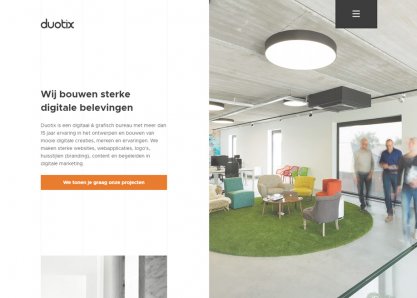 duotix
Wij bouwen sterke
digitale belevingen
Duotix is een digitaal & grafisch bureau met meer dan
15 jaar ervaring in het ontwerpen en bouwen van
mooie digitale creaties, merken en ervaringen. We
maken sterke websites, webapplicaties, logo's,
huisstijlen (branding), content en begeleiden in
digitale marketing.
We tonen je graag onze projecten